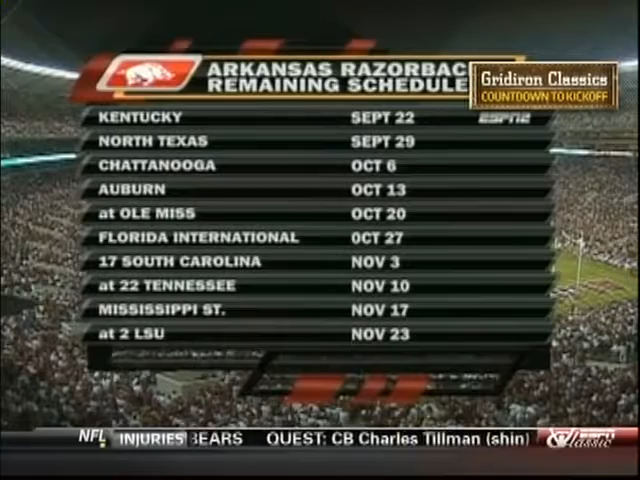 ARKANSAS RAZORBAC
REMAINING SCHEDULE
Gridiron Classics
COUNTDOWN TO KICKOFF
KENTUCKY SEPT 22 ESPN2
NORTH TEXAS SEPT 29
CHATTANOOGA OCT 6
AUBURN OCT 13
at OLE MISS OCT 20
FLORIDA INTERNATIONAL OCT 27
17 SOUTH CAROLINA NOV 3
at 22 TENNESSEE NOV 10
MISSISSIPPI ST. NOV 17
at 2 LSU NOV 23
NFL INJURIES BEARS QUEST: CB Charles Tillman (shin) ESPN
Classic